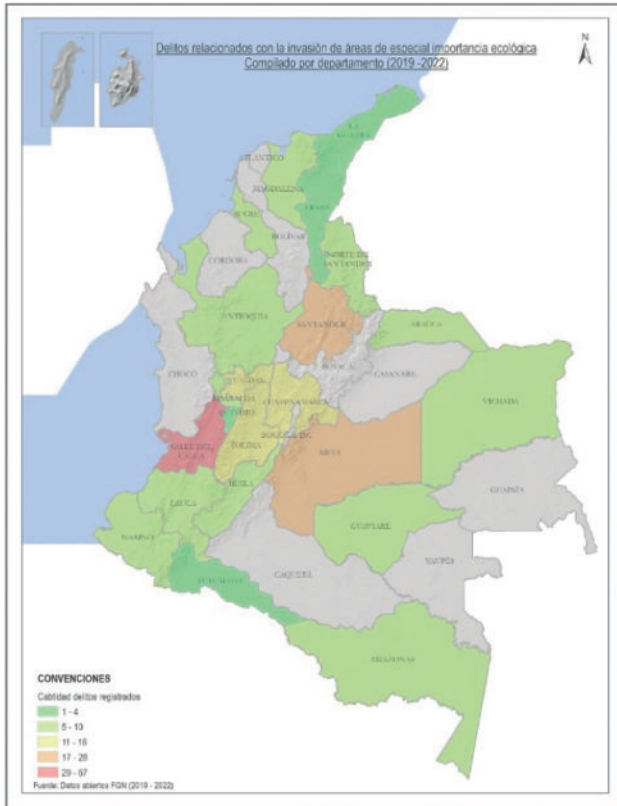 Delitos relacionados con la invasión de áreas de especial importancia ecológica
Compilado por departamento (2019 -2022)
N
LA GUAJIRA
ATLÁNTICO
MAGDALENA
CESAR
SUCRE
BOLÍVAR
NORTE DE SANTANDER
CÓRDOBA
ANTIOQUIA
SANTANDER
ARAUCA
BOYACÁ
CHOCÓ
CASANARE
VICHADA
RISARALDA
CUNDINAMARCA
QUINDÍO
BOGOTÁ, D.C.
VALLE DEL CAUCA
TOLIMA
META
GUAINÍA
HUILA
CAUCA
GUAVIARE
NARIÑO
VAUPÉS
CAQUETÁ
PUTUMAYO
AMAZONAS
CONVENCIONES
Cabtidad delitos registrados
1 - 4
5 - 10
11 - 16
17 - 28
29 - 67
Fuente: Datos abiertos FGN (2019 - 2022)